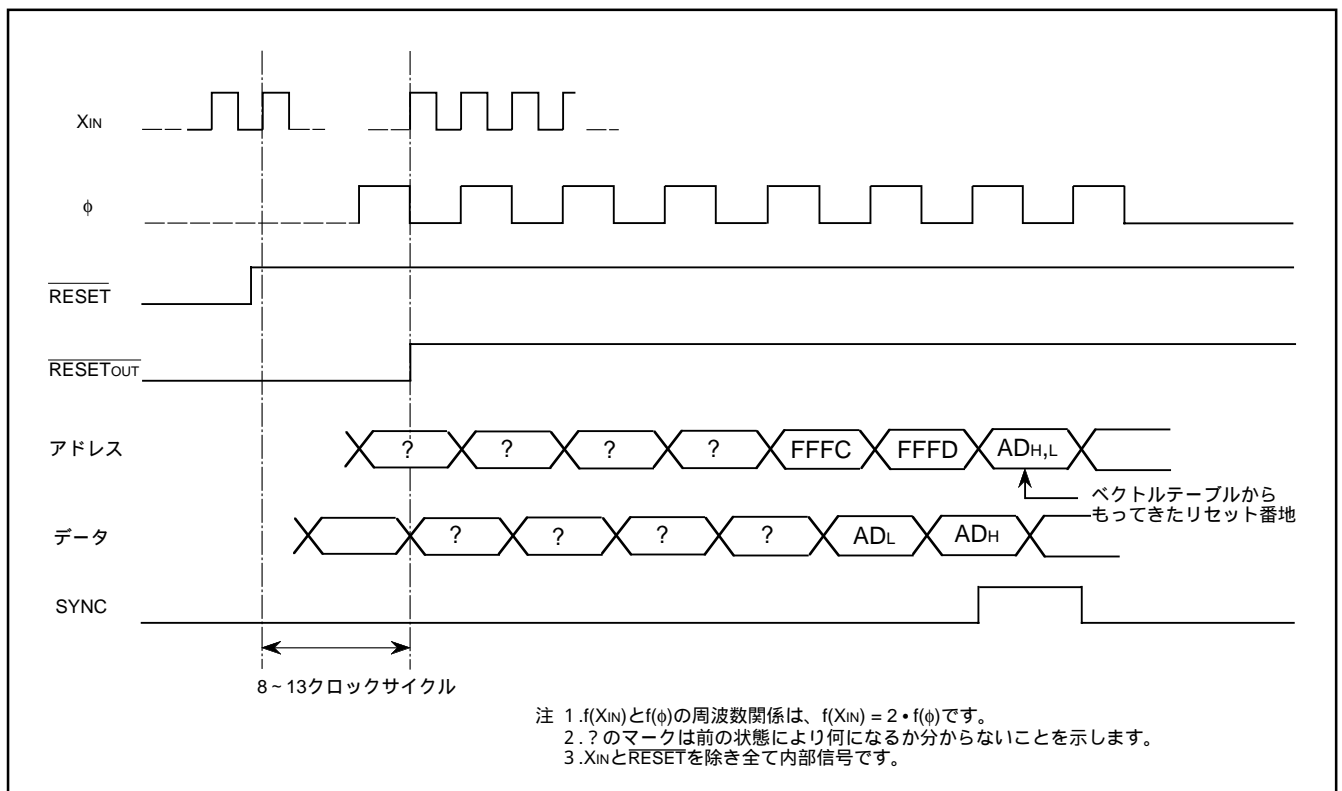 XIN
φ
RESET
RESETOUT
アドレス
? ? ? ? FFFC FFFD ADH,L
ベクトルテーブルから
もってきたリセット番地
データ
? ? ? ? ADL ADH
SYNC
8~13クロックサイクル
注 1.f(XIN)とf(φ)の周波数関係は、f(XIN) = 2・f(φ)です。
2.?のマークは前の状態により何になるか分からないことを示します。
3.XINとRESETを除き全て内部信号です。